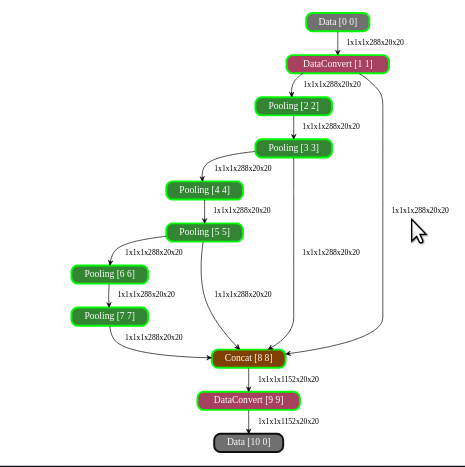 Data [0 0]
1x1x1x288x20x20
DataConvert [1 1]
1x1x1x288x20x20
Pooling [2 2]
1x1x1x288x20x20
Pooling [3 3]
1x1x1x288x20x20
Pooling [4 4]
1x1x1x288x20x20
1x1x1x288x20x20
Pooling [5 5]
1x1x1x288x20x20
1x1x1x288x20x20
Pooling [6 6]
1x1x1x288x20x20
1x1x1x288x20x20
Pooling [7 7]
1x1x1x288x20x20
Concat [8 8]
1x1x1x1152x20x20
DataConvert [9 9]
1x1x1x1152x20x20
Data [10 0]